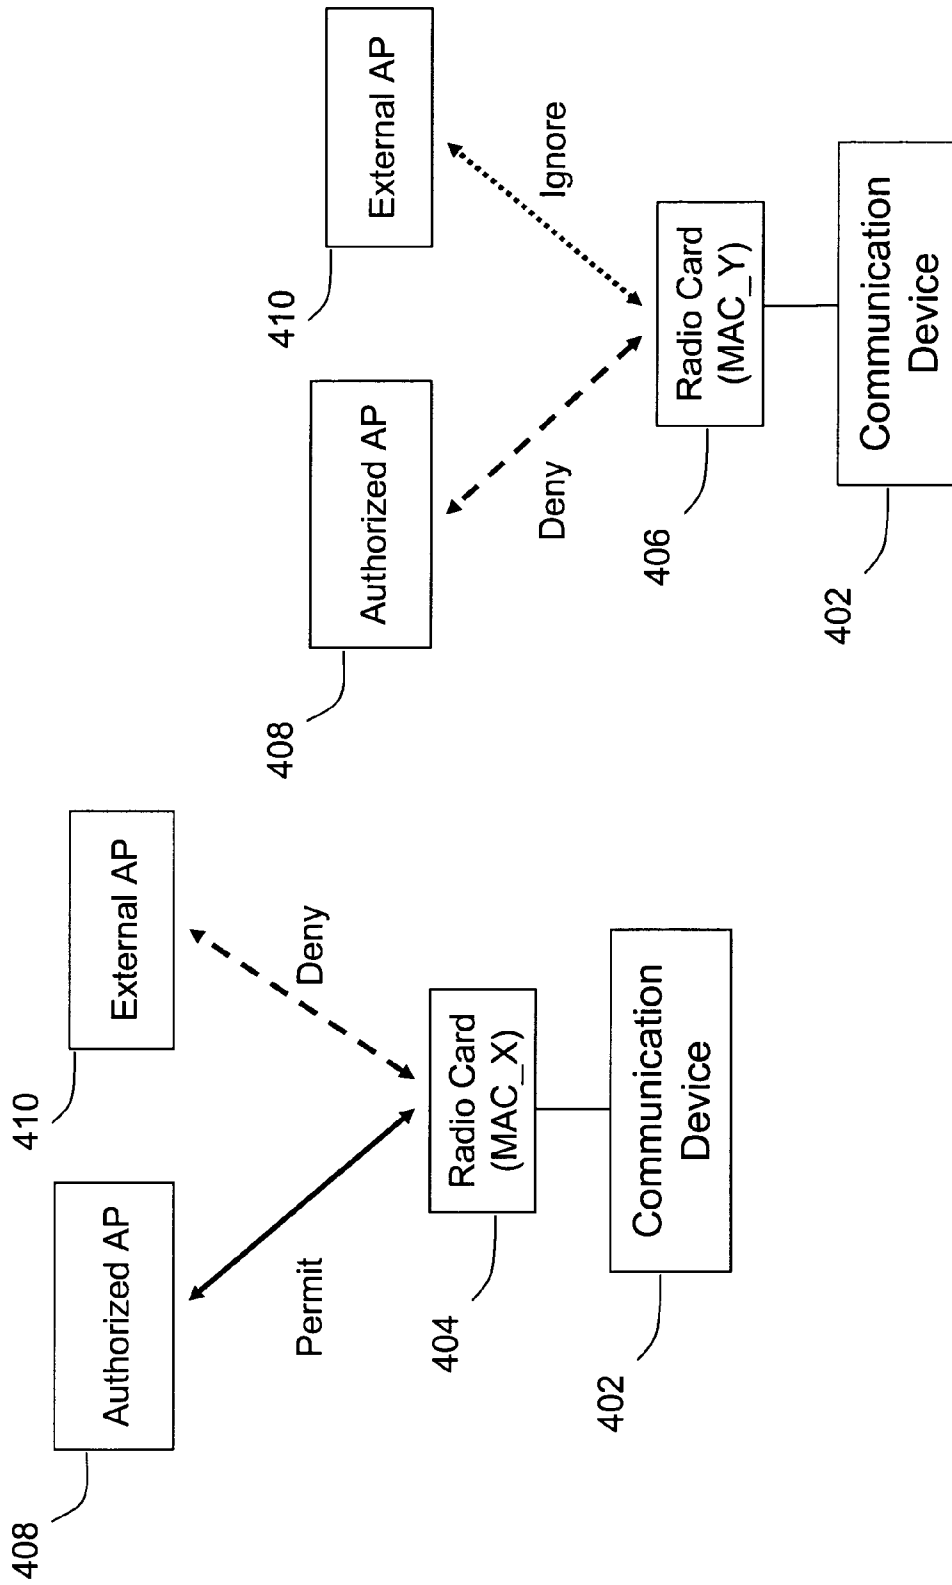 408
Authorized AP
410
External AP
Permit
Deny
404
Radio Card
(MAC_X)
402
Communication
Device
408
Authorized AP
410
External AP
Deny
Ignore
406
Radio Card
(MAC_Y)
402
Communication
Device